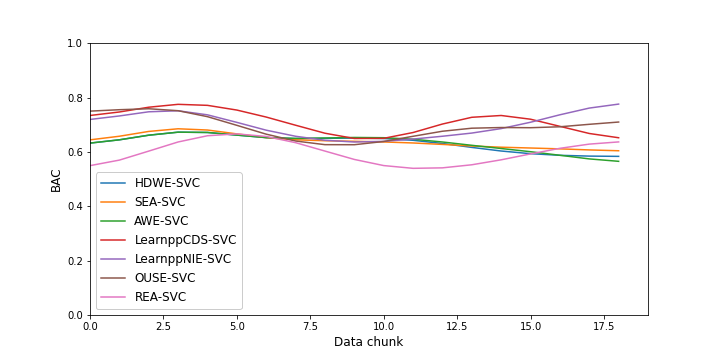 1.0
0.8
0.6
0.4
0.2
0.0
BAC
HDWE-SVC
SEA-SVC
AWE-SVC
LearnppCDS-SVC
LearnppNIE-SVC
OUSE-SVC
REA-SVC
0.0 2.5 5.0 7.5 10.0 12.5 15.0 17.5
Data chunk